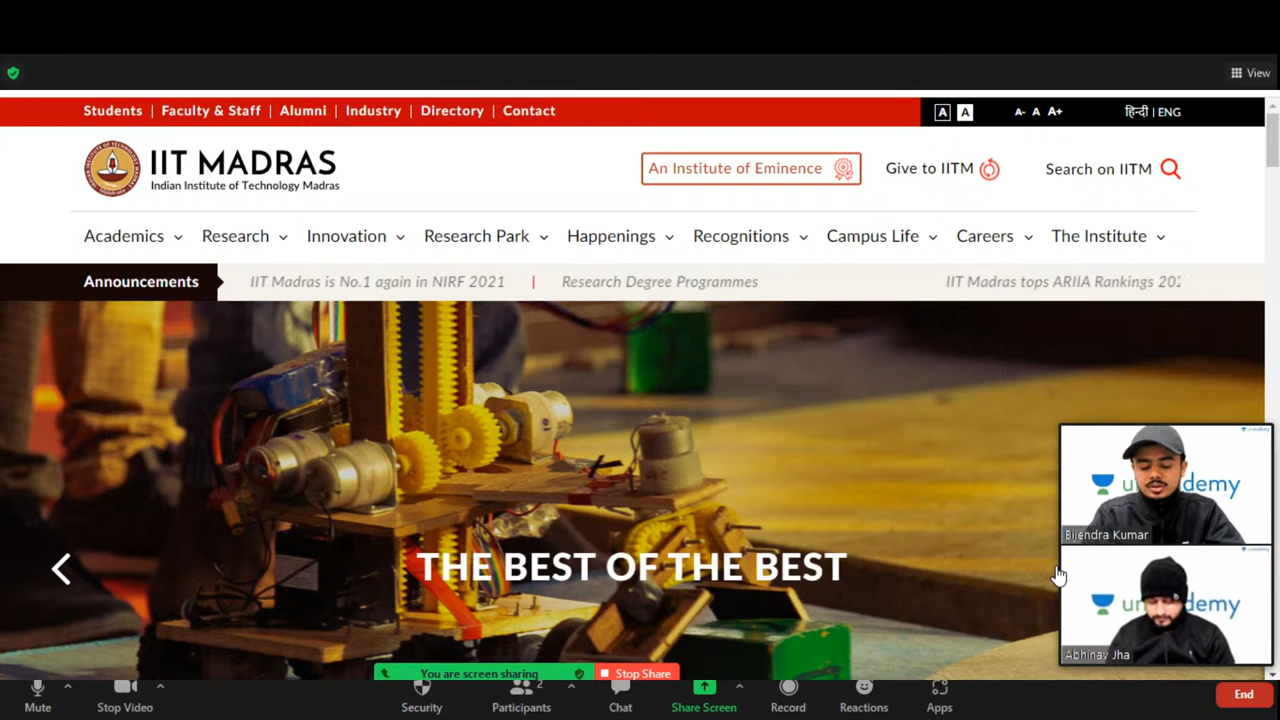 View
Students | Faculty & Staff | Alumni | Industry | Directory | Contact
A A A- A A+ हिन्दी | ENG
IIT MADRAS
Indian Institute of Technology Madras
An Institute of Eminence
Give to IITM
Search on IITM
Academics Research Innovation Research Park Happenings Recognitions Campus Life Careers The Institute
Announcements IIT Madras is No.1 again in NIRF 2021 | Research Degree Programmes IIT Madras tops ARIIA Rankings
THE BEST OF THE BEST
Bijendra Kumar
Abhinav Jha
You are screen sharing Stop Share
2
Mute Stop Video Security Participants Chat Share Screen Record Reactions Apps End